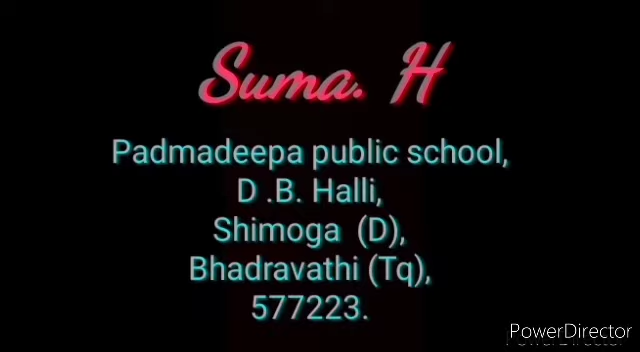 Suma. H
Padmadeepa public school,
D .B. Halli,
Shimoga (D),
Bhadravathi (Tq),
577223.
PowerDirector